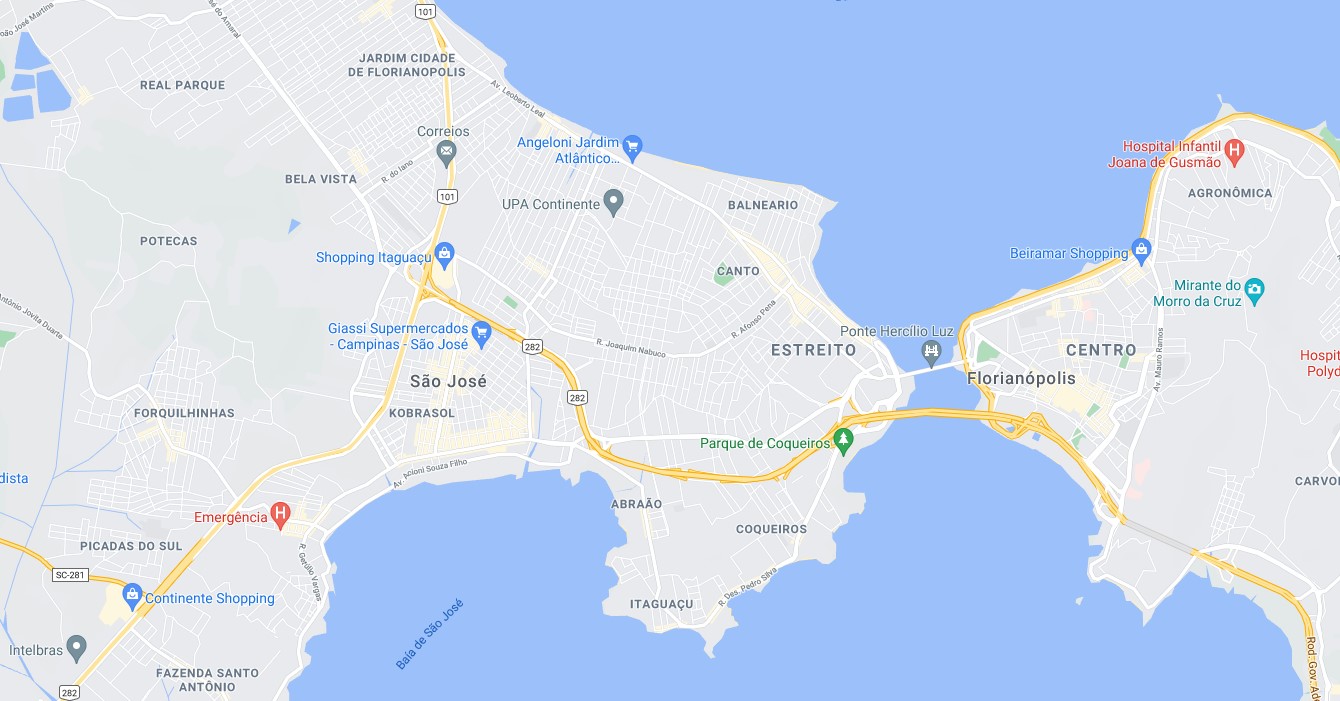 101
oão José Martins
sé do Amaral
JARDIM CIDADE
DE FLORIANOPOLIS
REAL PARQUE
Av. Leoberto Leal
Correios
Angeloni Jardim
Atlântico...
Hospital Infantil
Joana de Gusmão
BELA VISTA
R. do Iano
101
UPA Continente
BALNEARIO
AGRONÔMICA
POTECAS
Shopping Itaguaçu
CANTO
Beiramar Shopping
Mirante do
Morro da Cruz
Antônio Jovita Duarte
Giassi Supermercados
- Campinas - São José
282
R. Joaquim Nabuco
R. Afonso Pena
Ponte Hercílio Luz
ESTREITO
CENTRO
Av. Mauro Ramos
Hospit
Polyd
São José
Florianópolis
282
FORQUILHINHAS
KOBRASOL
Parque de Coqueiros
dista
Av. Acioni Souza Filho
CARVO
ABRAÃO
Emergência
COQUEIROS
PICADAS DO SUL
R. Getúlio Vargas
SC-281
Continente Shopping
ITAGUAÇU
R. Des. Pedro Silva
Baía de São José
Intelbras
FAZENDA SANTO
ANTÔNIO
282
Rod. Gov. Ade